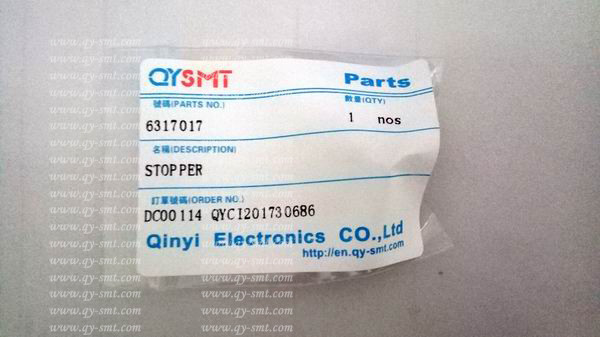 QYSMT Parts
號碼(PARTS NO.) 數量(QTY)
6317017 1 nos
名稱(DESCRIPTION)
STOPPER
訂單號碼(ORDER NO.)
DC00114 QYCI201730686
Qinyi Electronics CO.,Ltd
http://en.qy-smt.com
www.qy-smt.com